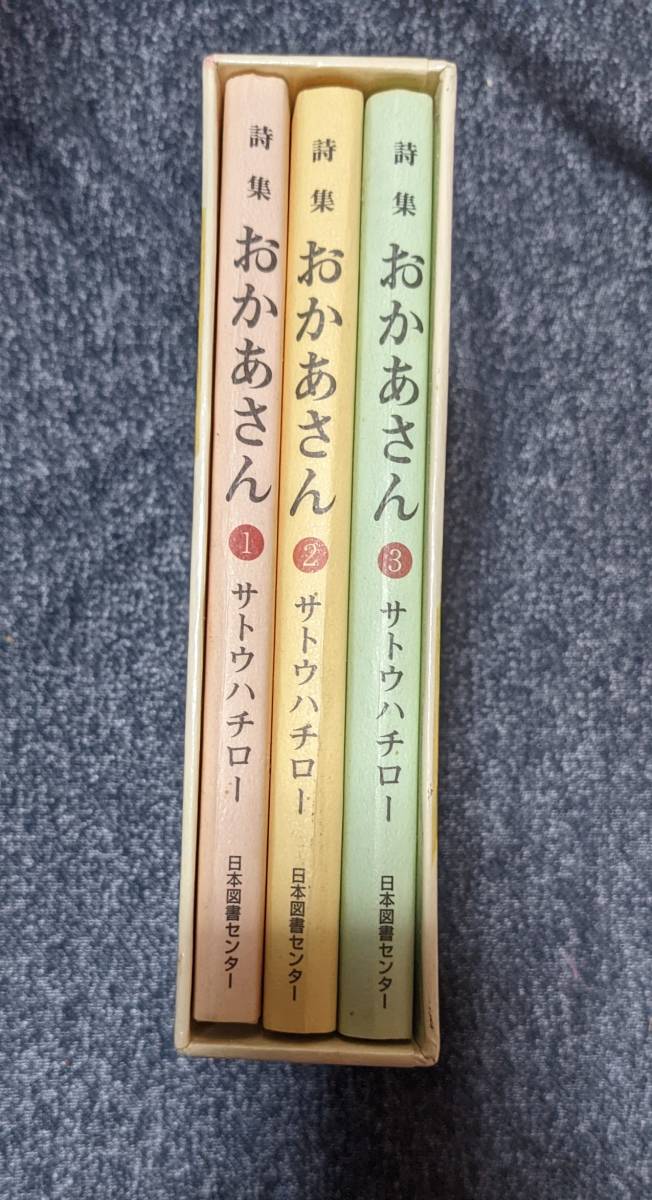 詩集
おかあさん
1
サトウハチロー
日本図書センター
詩集
おかあさん
2
サトウハチロー
日本図書センター
詩集
おかあさん
3
サトウハチロー
日本図書センター